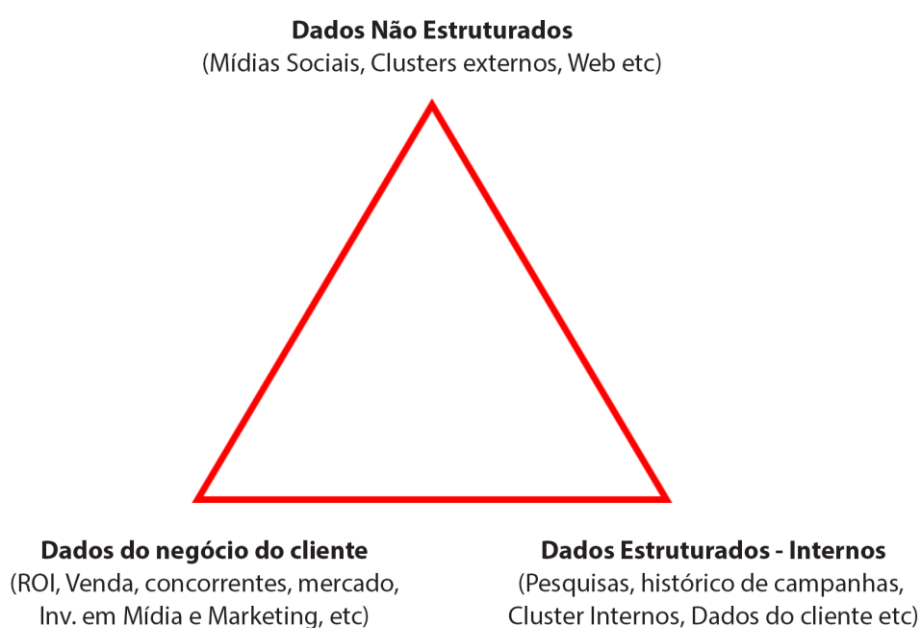 Dados Não Estruturados
(Mídias Sociais, Clusters externos, Web etc)
Dados do negócio do cliente
(ROI, Venda, concorrentes, mercado,
Inv. em Mídia e Marketing, etc)
Dados Estruturados - Internos
(Pesquisas, histórico de campanhas,
Cluster Internos, Dados do cliente etc)